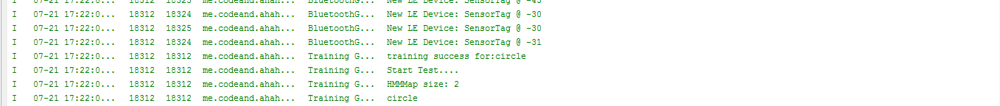 I 07-21 17:22:0... 18312 18325 me.codeand.ahah... BluetoothG... New LE Device: SensorTag @ -45
I 07-21 17:22:0... 18312 18324 me.codeand.ahah... BluetoothG... New LE Device: SensorTag @ -30
I 07-21 17:22:0... 18312 18325 me.codeand.ahah... BluetoothG... New LE Device: SensorTag @ -30
I 07-21 17:22:0... 18312 18324 me.codeand.ahah... BluetoothG... New LE Device: SensorTag @ -31
I 07-21 17:22:0... 18312 18312 me.codeand.ahah... Training G... training success for:circle
I 07-21 17:22:0... 18312 18312 me.codeand.ahah... Training G... Start Test....
I 07-21 17:22:0... 18312 18312 me.codeand.ahah... Training G... HMMMap size: 2
I 07-21 17:22:0... 18312 18312 me.codeand.ahah... Training G... circle